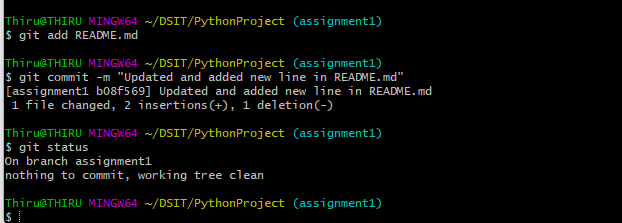 Thiru@THIRU MINGW64 ~/DSIT/PythonProject (assignment1)
$ git add README.md
Thiru@THIRU MINGW64 ~/DSIT/PythonProject (assignment1)
$ git commit -m "Updated and added new line in README.md"
[assignment1 b08f569] Updated and added new line in README.md
 1 file changed, 2 insertions(+), 1 deletion(-)
Thiru@THIRU MINGW64 ~/DSIT/PythonProject (assignment1)
$ git status
On branch assignment1
nothing to commit, working tree clean
Thiru@THIRU MINGW64 ~/DSIT/PythonProject (assignment1)
$